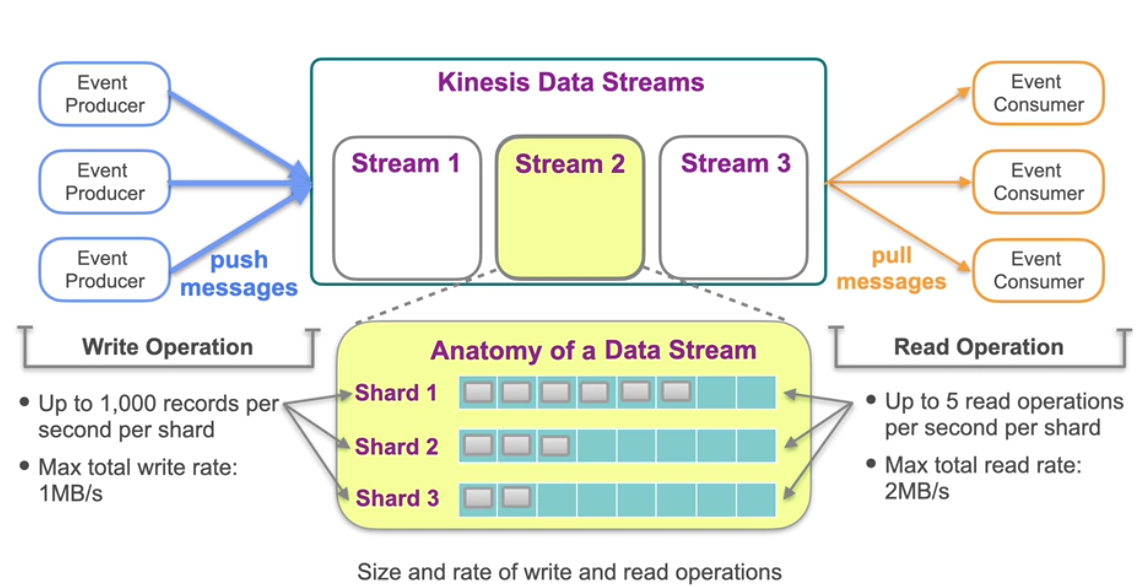 Kinesis Data Streams
Event
Producer
Event
Producer
Event
Producer
push
messages
Stream 1
Stream 2
Stream 3
Event
Consumer
Event
Consumer
Event
Consumer
pull
messages
Write Operation
• Up to 1,000 records per
second per shard
• Max total write rate:
1MB/s
Anatomy of a Data Stream
Shard 1
Shard 2
Shard 3
Read Operation
• Up to 5 read operations
per second per shard
• Max total read rate:
2MB/s
Size and rate of write and read operations